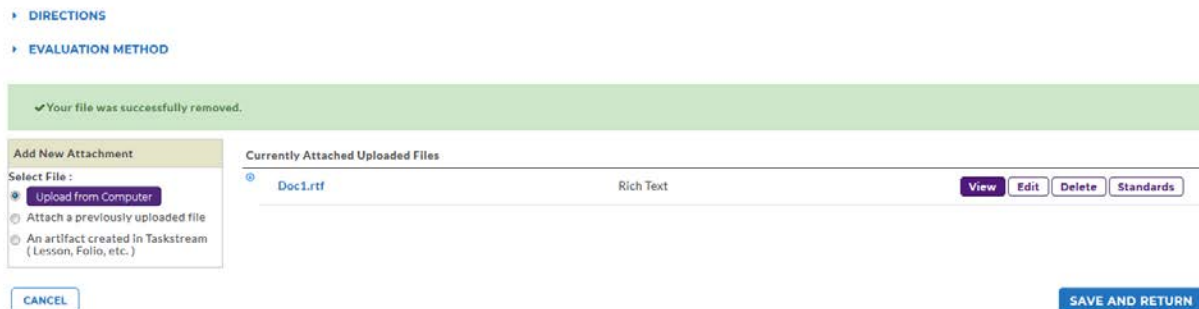 DIRECTIONS
EVALUATION METHOD
✔Your file was successfully removed.
Add New Attachment
Select File :
Upload from Computer
Attach a previously uploaded file
An artifact created in Taskstream
( Lesson, Folio, etc. )
Currently Attached Uploaded Files
Doc1.rtf Rich Text View Edit Delete Standards
CANCEL SAVE AND RETURN